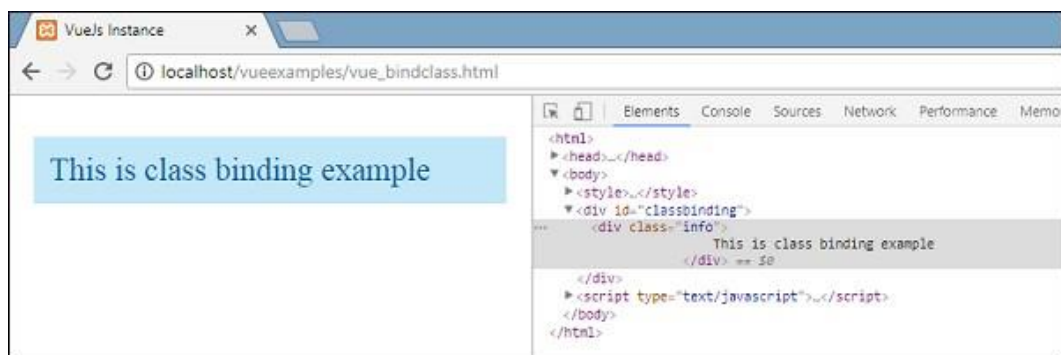 VueJs Instance
localhost/vueexamples/vue_bindclass.html
This is class binding example
Elements Console Sources Network Performance Memo
<html>
<head>…</head>
<body>
<style>…</style>
<div id="classbinding">
<div class="info">
This is class binding example
</div> == $0
</div>
<script type="text/javascript">…</script>
</body>
</html>